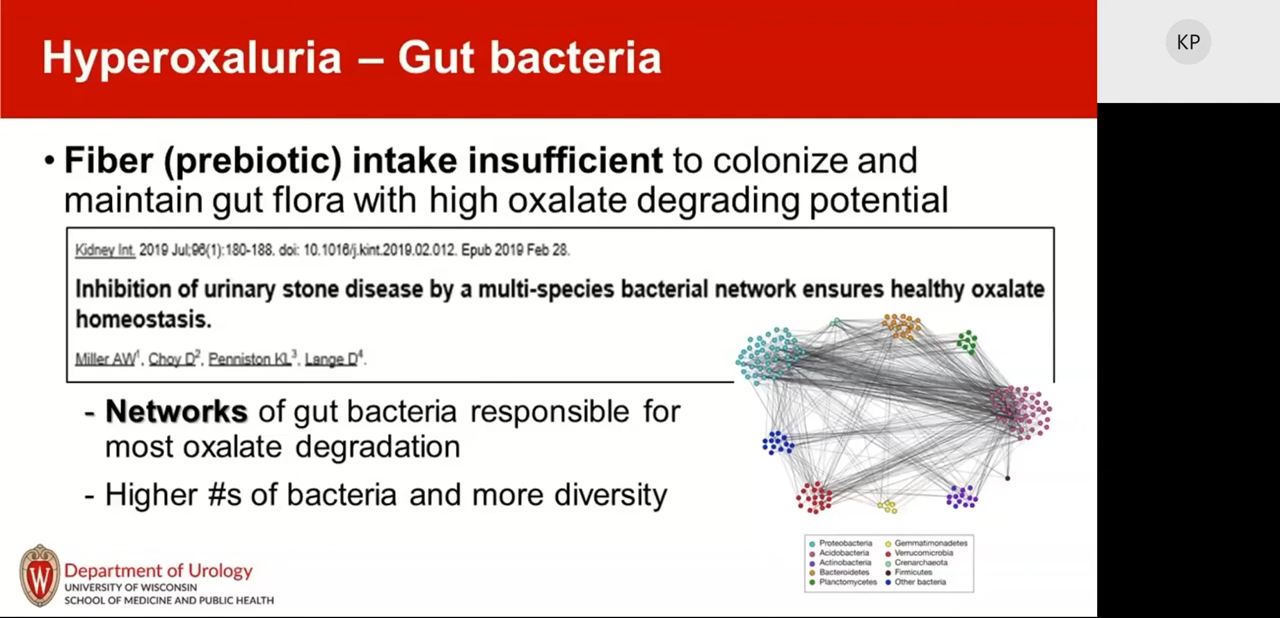 Hyperoxaluria – Gut bacteria
KP
• Fiber (prebiotic) intake insufficient to colonize and
maintain gut flora with high oxalate degrading potential
Kidney Int. 2019 Jul;96(1):180-188. doi: 10.1016/j.kint.2019.02.012. Epub 2019 Feb 28.
Inhibition of urinary stone disease by a multi-species bacterial network ensures healthy oxalate
homeostasis.
Miller AW1, Choy D2, Penniston KL3, Lange D4.
- Networks of gut bacteria responsible for
most oxalate degradation
- Higher #s of bacteria and more diversity
Proteobacteria
Acidobacteria
Actinobacteria
Bacteroidetes
Planctomycetes
Gemmatimonadetes
Verrucomicrobia
Crenarchaeota
Firmicutes
Other bacteria
W
Department of Urology
UNIVERSITY OF WISCONSIN
SCHOOL OF MEDICINE AND PUBLIC HEALTH